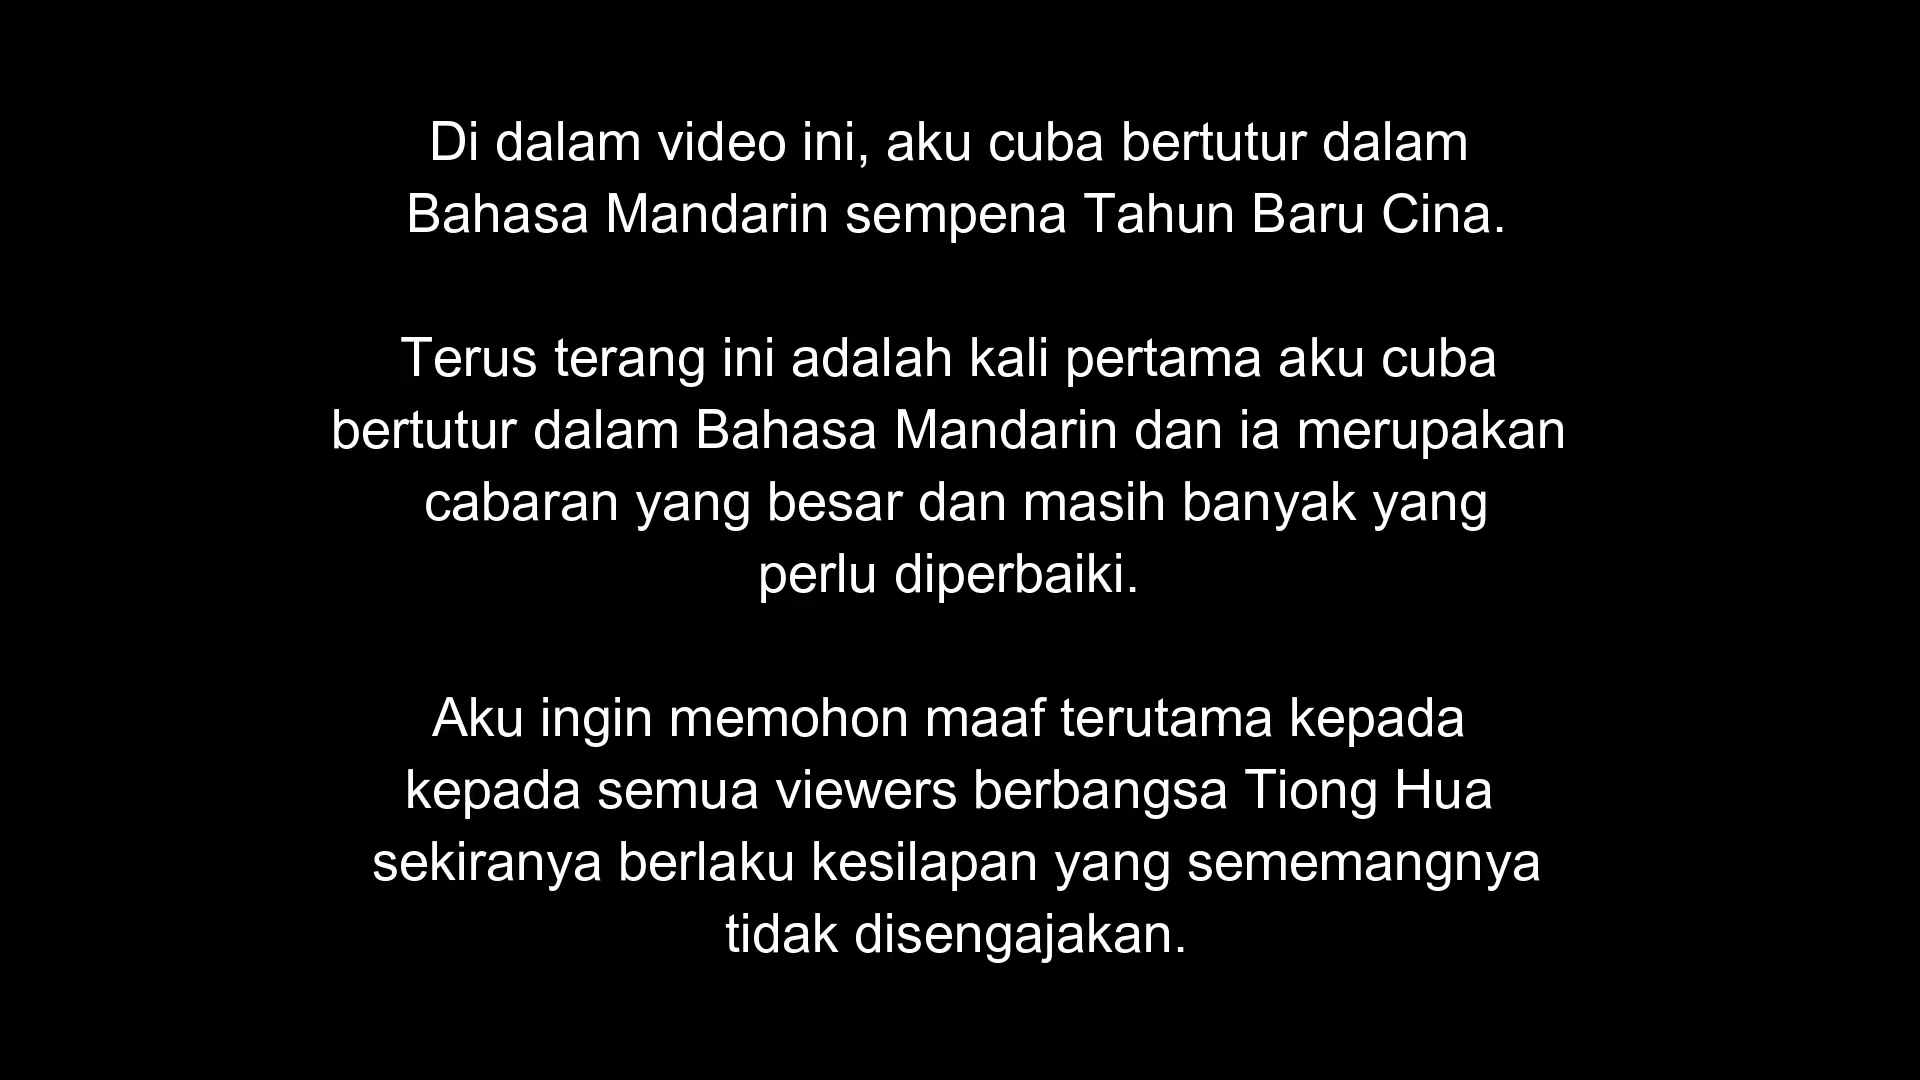 Di dalam video ini, aku cuba bertutur dalam
Bahasa Mandarin sempena Tahun Baru Cina.
Terus terang ini adalah kali pertama aku cuba
bertutur dalam Bahasa Mandarin dan ia merupakan
cabaran yang besar dan masih banyak yang
perlu diperbaiki.
Aku ingin memohon maaf terutama kepada
kepada semua viewers berbangsa Tiong Hua
sekiranya berlaku kesilapan yang sememangnya
tidak disengajakan.